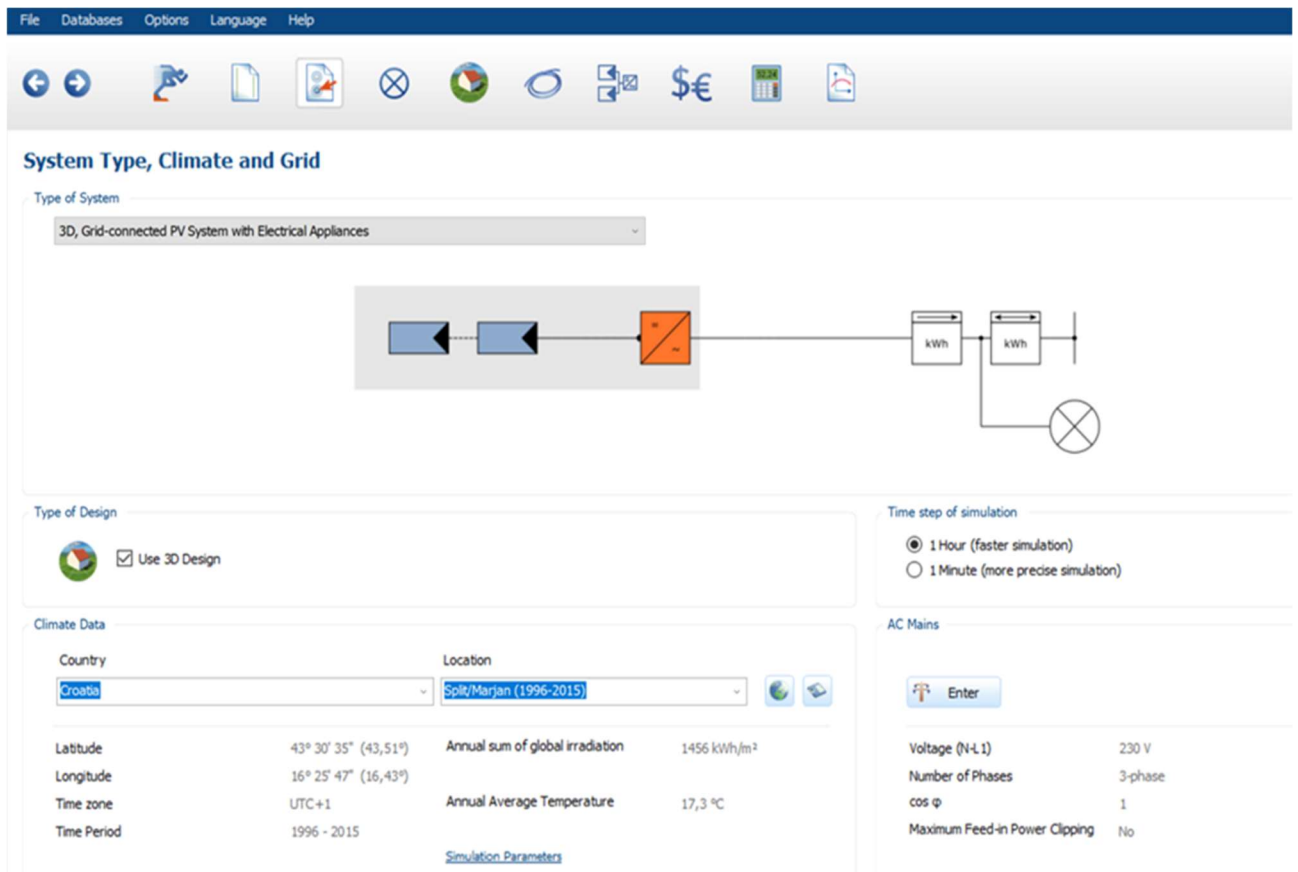 File Databases Options Language Help
$€ 52.24
System Type, Climate and Grid
Type of System
3D, Grid-connected PV System with Electrical Appliances
= ~ kWh kWh
Type of Design
Use 3D Design
Time step of simulation
1 Hour (faster simulation)
1 Minute (more precise simulation)
Climate Data
Country Location
Croatia Split/Marjan (1996-2015)
Latitude 43° 30' 35" (43,51°) Annual sum of global irradiation 1456 kWh/m²
Longitude 16° 25' 47" (16,43°)
Time zone UTC+1 Annual Average Temperature 17,3 °C
Time Period 1996 - 2015
Simulation Parameters
AC Mains
Enter
Voltage (N-L1) 230 V
Number of Phases 3-phase
cos φ 1
Maximum Feed-in Power Clipping No